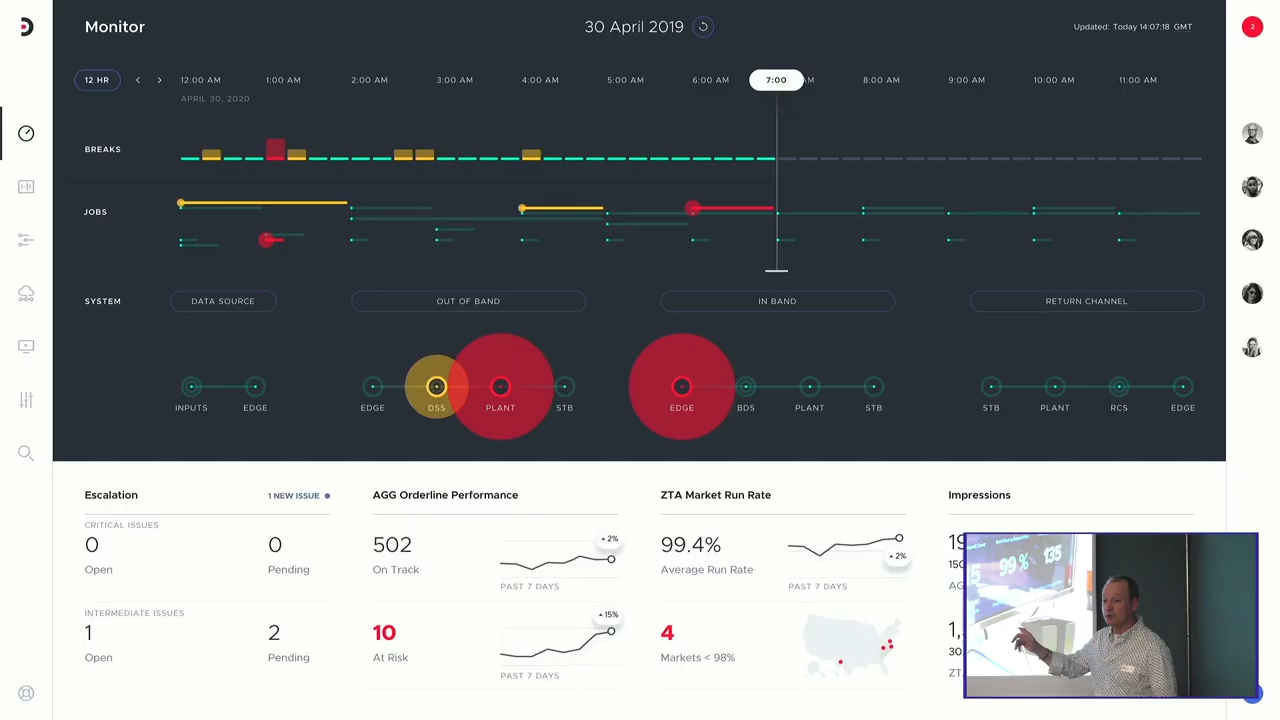 Monitor
30 April 2019
Updated: Today 14:07:18 GMT
2
12 HR
12:00 AM
1:00 AM
2:00 AM
3:00 AM
4:00 AM
5:00 AM
6:00 AM
7:00
8:00 AM
9:00 AM
10:00 AM
11:00 AM
APRIL 30, 2020
BREAKS
JOBS
SYSTEM
DATA SOURCE
OUT OF BAND
IN BAND
RETURN CHANNEL
INPUTS
EDGE
EDGE
DSS
PLANT
STB
EDGE
BDS
PLANT
STB
STB
PLANT
RCS
EDGE
Escalation
1 NEW ISSUE
CRITICAL ISSUES
0
Open
0
Pending
INTERMEDIATE ISSUES
1
Open
2
Pending
AGG Orderline Performance
502
On Track
2%
PAST 7 DAYS
10
At Risk
15%
PAST 7 DAYS
ZTA Market Run Rate
99.4%
Average Run Rate
2%
PAST 7 DAYS
4
Markets < 98%
Impressions
99%
135